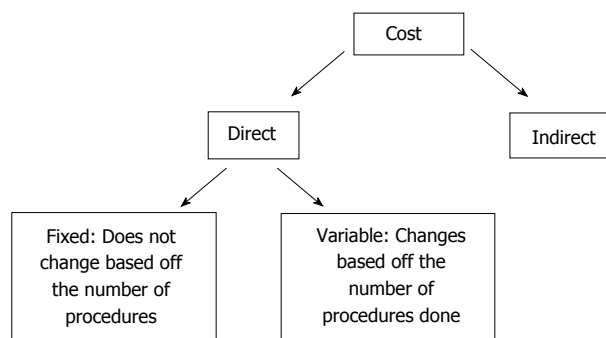 Cost
Direct
Indirect
Fixed: Does not
change based off
the number of
procedures
Variable: Changes
based off the
number of
procedures done